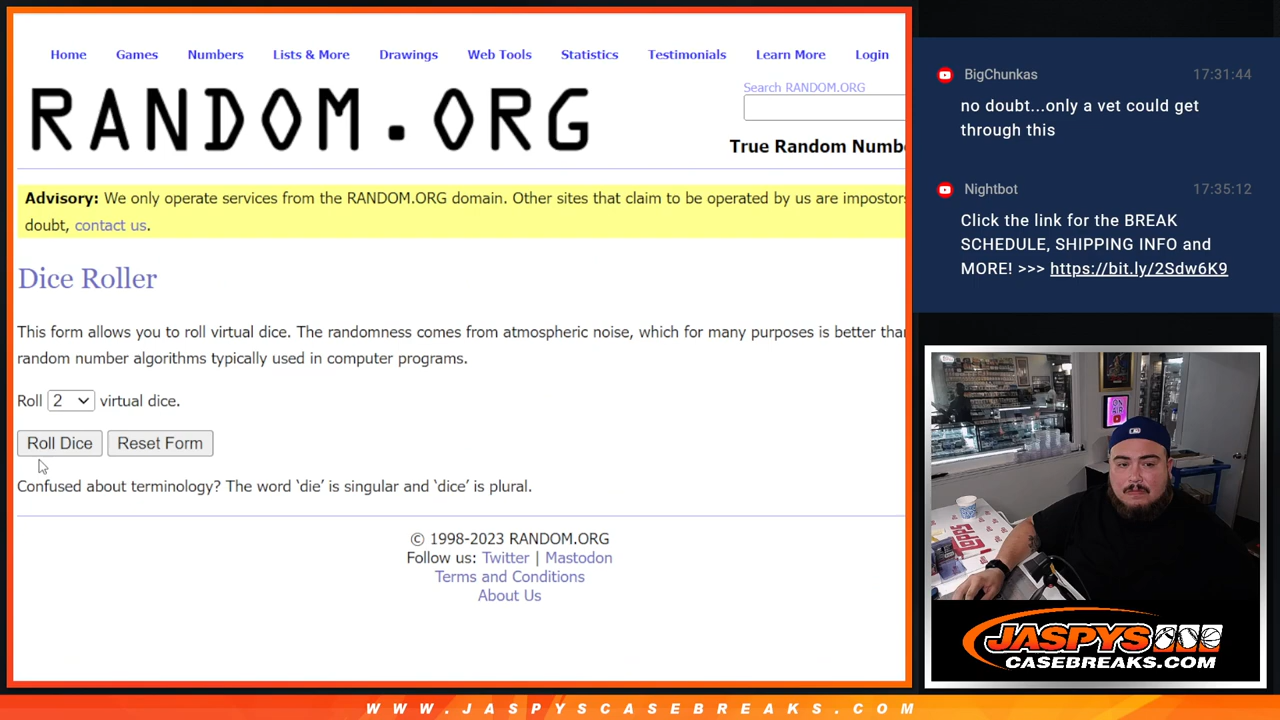 Home Games Numbers Lists & More Drawings Web Tools Statistics Testimonials Learn More Login
RANDOM.ORG
Search RANDOM.ORG
True Random Numb
Advisory: We only operate services from the RANDOM.ORG domain. Other sites that claim to be operated by us are impostors
doubt, contact us.
Dice Roller
This form allows you to roll virtual dice. The randomness comes from atmospheric noise, which for many purposes is better than
random number algorithms typically used in computer programs.
Roll 2 virtual dice.
Roll Dice Reset Form
Confused about terminology? The word ‘die’ is singular and ‘dice’ is plural.
© 1998-2023 RANDOM.ORG
Follow us: Twitter | Mastodon
Terms and Conditions
About Us
BigChunkas 17:31:44
no doubt...only a vet could get
through this
Nightbot 17:35:12
Click the link for the BREAK
SCHEDULE, SHIPPING INFO and
MORE! >>> https://bit.ly/2Sdw6K9
ON
AIR
topps
JASPYS
CASEBREAKS.COM
WWW.JASPYSCASEBREAKS.COM